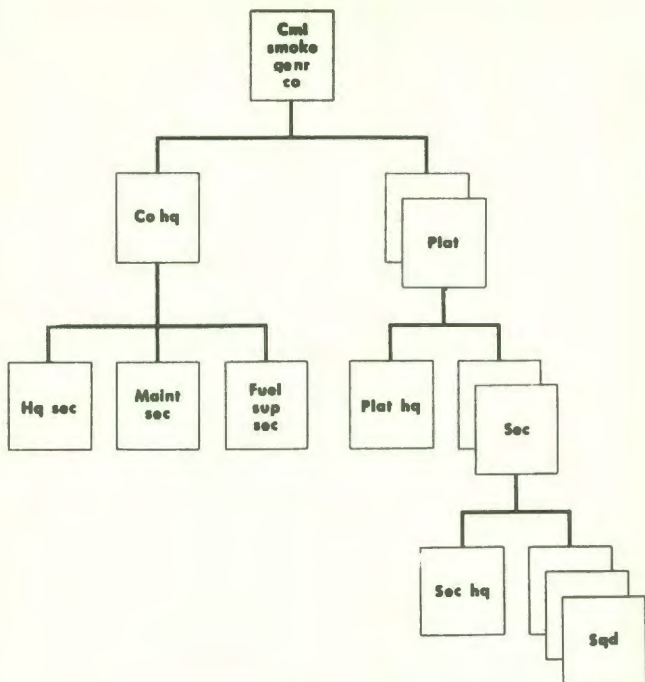 Cml
smoke
genr
co
Co hq
Plat
Hq sec
Maint
sec
Fuel
sup
sec
Plat hq
Sec
Sec hq
Sqd